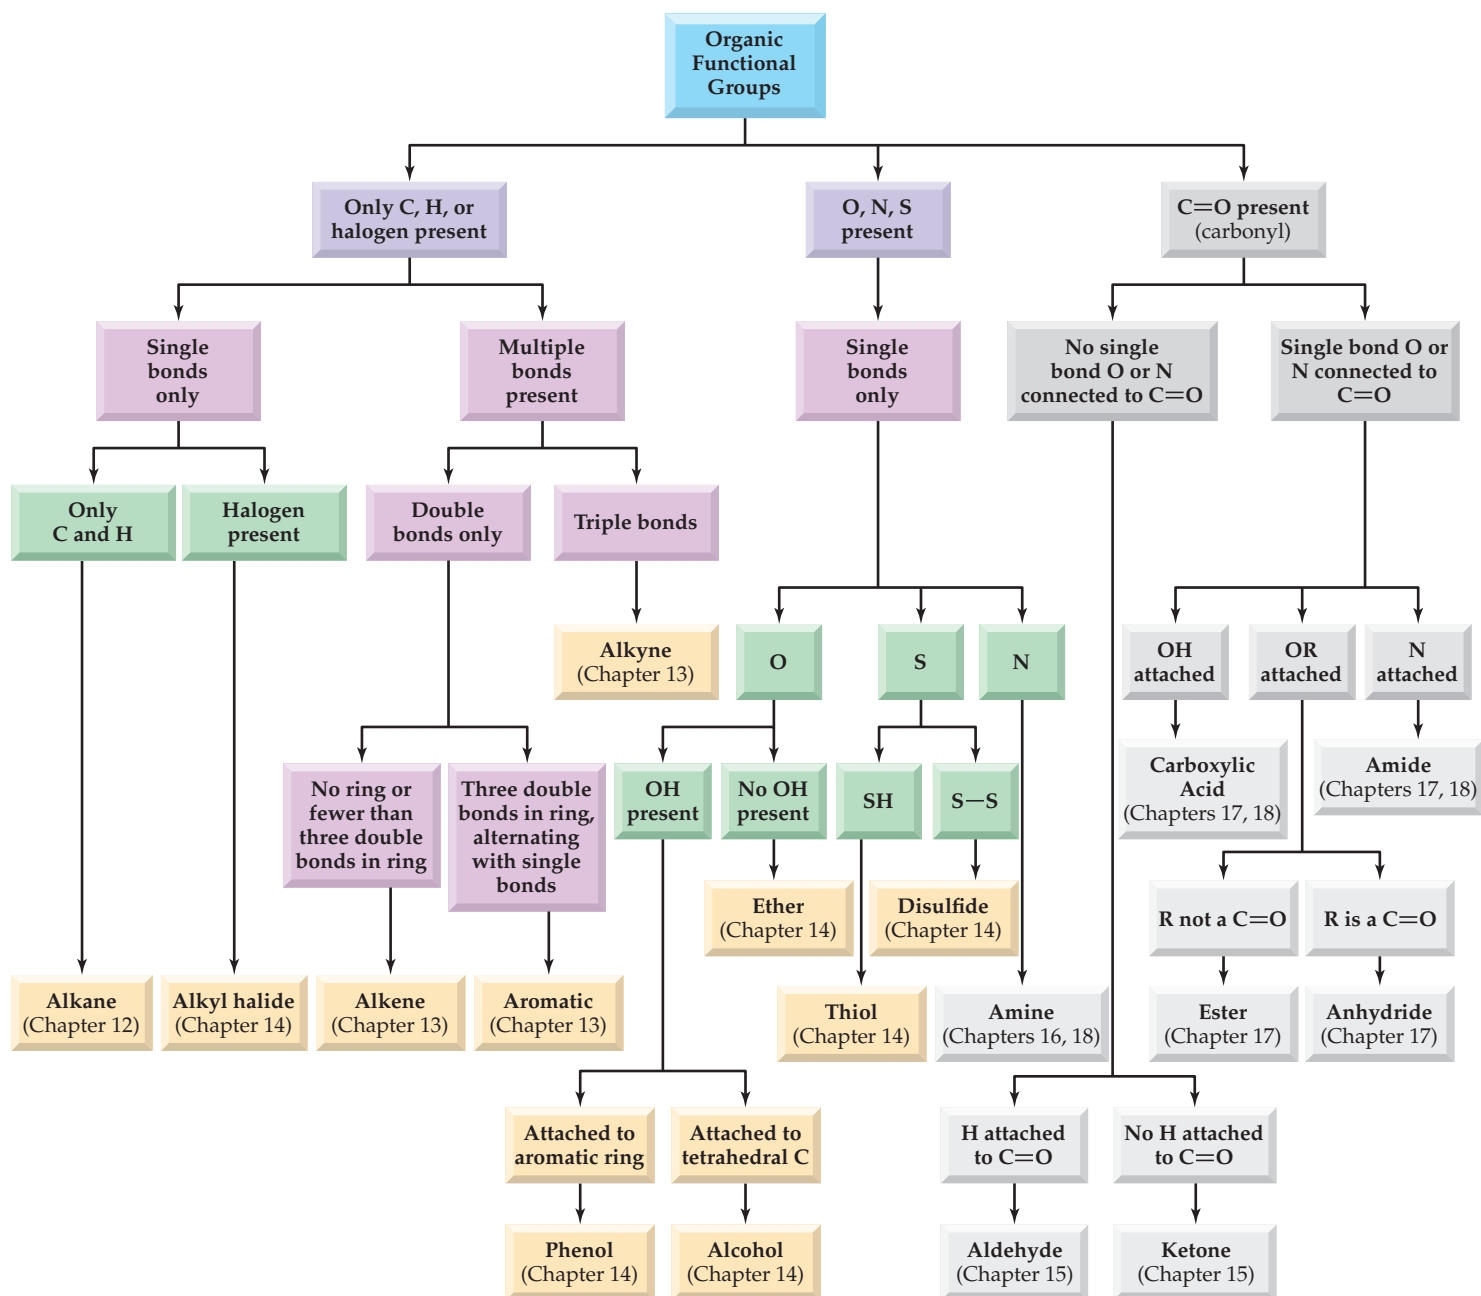 Organic
Functional
Groups
Only C, H, or
halogen present
O, N, S
present
C=O present
(carbonyl)
Single
bonds
only
Multiple
bonds
present
Single
bonds
only
No single
bond O or N
connected to C=O
Single bond O or
N connected to
C=O
Only
C and H
Halogen
present
Double
bonds only
Triple bonds
Alkyne
(Chapter 13)
O
S
N
OH
attached
OR
attached
N
attached
No ring or
fewer than
three double
bonds in ring
Three double
bonds in ring,
alternating
with single
bonds
OH
present
No OH
present
SH
S—S
Carboxylic
Acid
(Chapters 17, 18)
Amide
(Chapters 17, 18)
Ether
(Chapter 14)
Disulfide
(Chapter 14)
R not a C=O
R is a C=O
Alkane
(Chapter 12)
Alkyl halide
(Chapter 14)
Alkene
(Chapter 13)
Aromatic
(Chapter 13)
Thiol
(Chapter 14)
Amine
(Chapters 16, 18)
Ester
(Chapter 17)
Anhydride
(Chapter 17)
Attached to
aromatic ring
Attached to
tetrahedral C
H attached
to C=O
No H attached
to C=O
Phenol
(Chapter 14)
Alcohol
(Chapter 14)
Aldehyde
(Chapter 15)
Ketone
(Chapter 15)